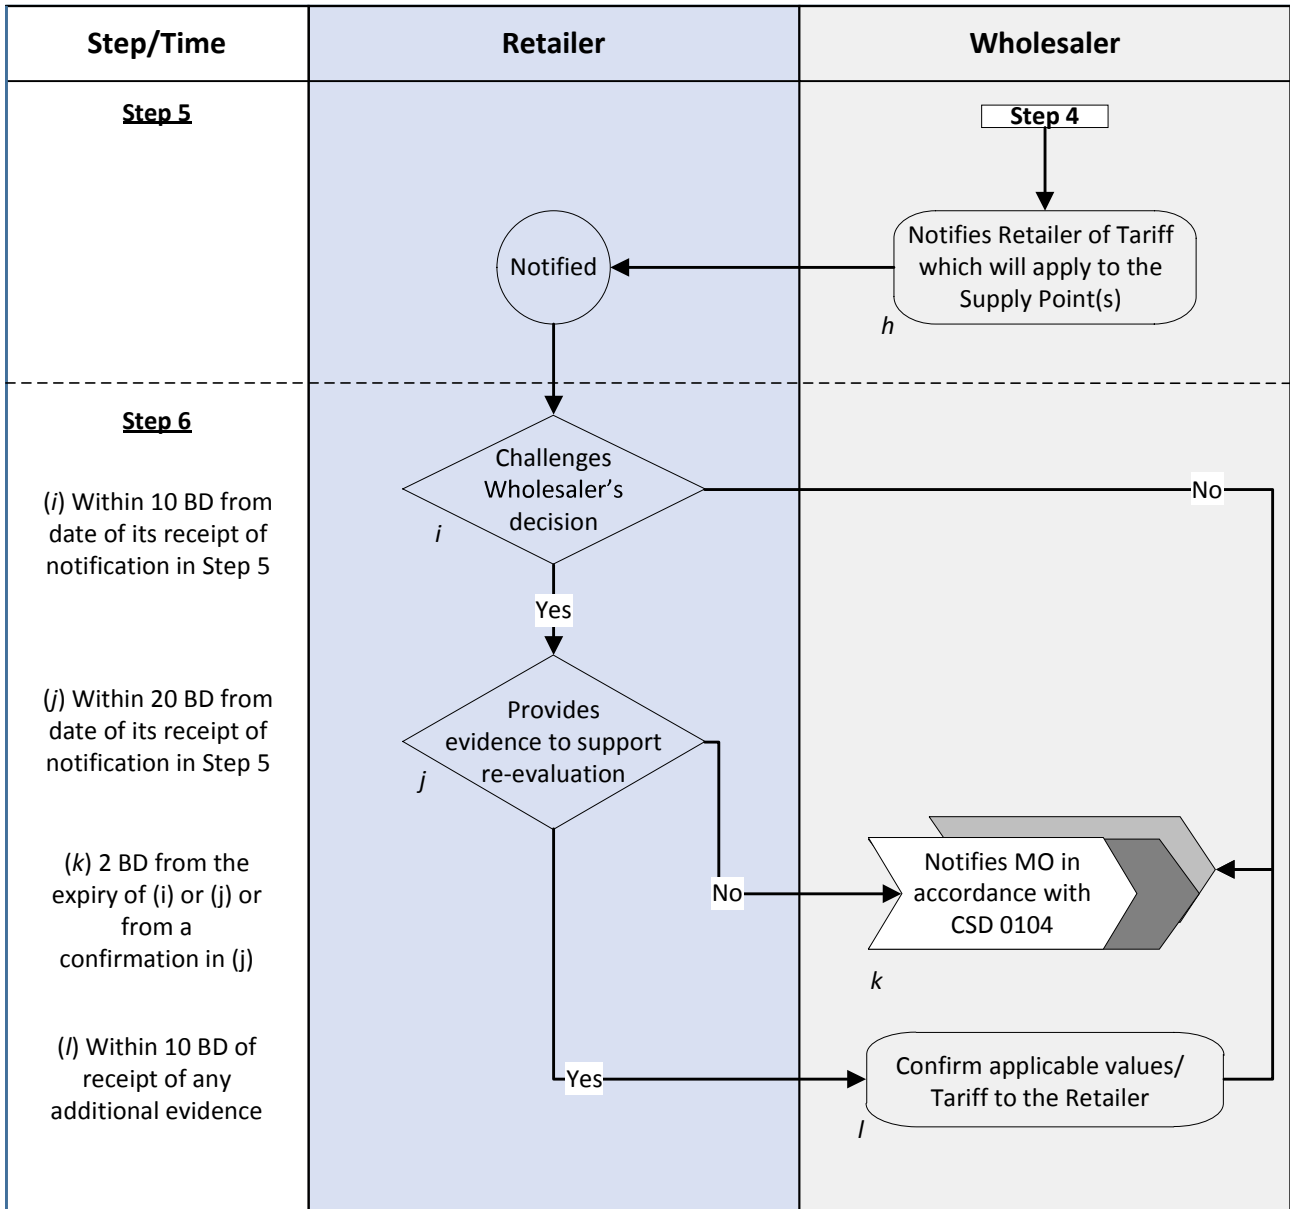 Step/Time
Retailer
Wholesaler
Step 5
Step 4
Notifies Retailer of Tariff
which will apply to the
Supply Point(s)
h
Notified
Step 6
(i) Within 10 BD from
date of its receipt of
notification in Step 5
Challenges
Wholesaler’s
decision
i
No
Yes
(j) Within 20 BD from
date of its receipt of
notification in Step 5
Provides
evidence to support
re-evaluation
j
(k) 2 BD from the
expiry of (i) or (j) or
from a
confirmation in (j)
No
Notifies MO in
accordance with
CSD 0104
k
(l) Within 10 BD of
receipt of any
additional evidence
Yes
Confirm applicable values/
Tariff to the Retailer
l